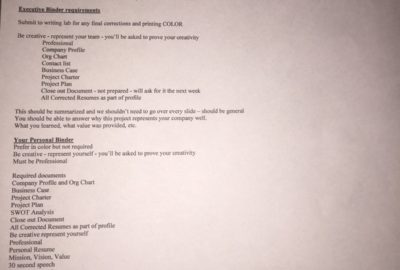 Executive Binder requirements
Submit to writing lab for any final corrections and printing COLOR
Be creative - represent your team - you'll be asked to prove your creativity
Professional
Company Profile
Org Chart
Contact list
Business Case
Project Charter
Project Plan
Close out Document - not prepared - will ask for it the next week
All Corrected Resumes as part of profile
This should be summarized and we shouldn't need to go over every slide – should be general
You should be able to answer why this project represents your company well.
What you learned, what value was provided, etc.
Your Personal Binder
Prefer in color but not required
Be creative - represent yourself - you'll be asked to prove your creativity
Must be Professional
Required documents
Company Profile and Org Chart
Business Case
Project Charter
Project Plan
SWOT Analysis
Close out Document
All Corrected Resumes as part of profile
Be creative represent yourself
Professional
Personal Resume
Mission, Vision, Value
30 second speech